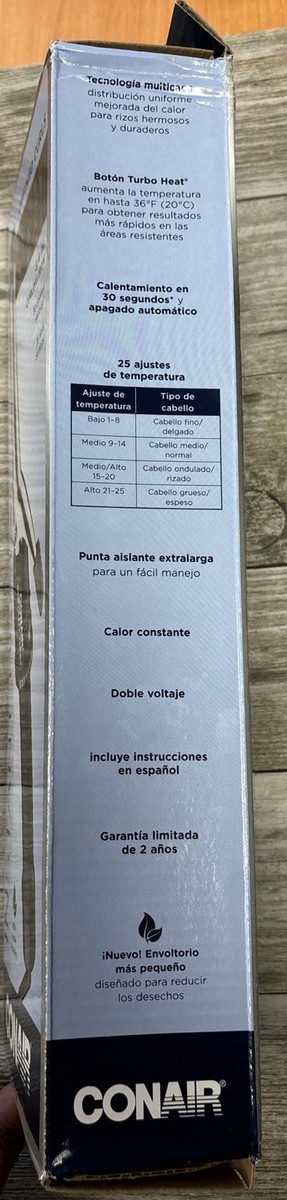 Tecnología multicapa
distribución uniforme
mejorada del calor
para rizos hermosos
y duraderos
Botón Turbo Heat®
aumenta la temperatura
en hasta 36°F (20°C)
para obtener resultados
más rápidos en las
áreas resistentes
Calentamiento en
30 segundos* y
apagado automático
25 ajustes
de temperatura
Ajuste de temperatura Tipo de cabello
Bajo 1-8 Cabello fino/ delgado
Medio 9-14 Cabello medio/ normal
Medio/Alto 15-20 Cabello ondulado/ rizado
Alto 21-25 Cabello grueso/ espeso
Punta aislante extralarga
para un fácil manejo
Calor constante
Doble voltaje
Incluye instrucciones
en español
Garantía limitada
de 2 años
¡Nuevo! Envoltorio
más pequeño
diseñado para reducir
los desechos
CONAIR®